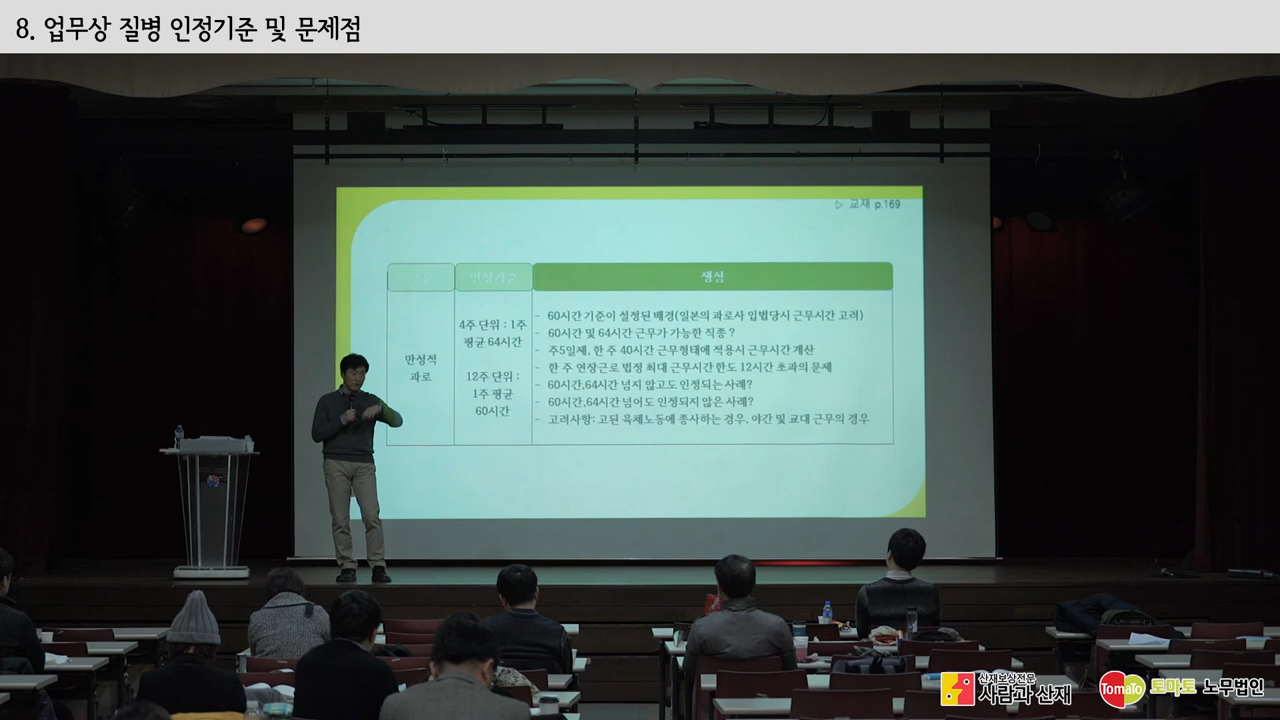 8. 업무상 질병 인정기준 및 문제점
▷ 교재 p.169
쟁점
만성적
과로
4주 단위 : 1주
평균 64시간
12주 단위 :
1주 평균
60시간
- 60시간 기준이 설정된 배경(일본의 과로사 입법당시 근무시간 고려)
- 60시간 및 64시간 근무가 가능한 직종 ?
- 주5일제, 한 주 40시간 근무형태에 적용시 근무시간 계산
- 한 주 연장근로 법정 최대 근무시간 한도 12시간 초과의 문제
- 60시간,64시간 넘지 않고도 인정되는 사례?
- 60시간,64시간 넘어도 인정되지 않은 사례?
- 고려사항: 고된 육체노동에 종사하는 경우, 야간 및 교대 근무의 경우
산재보상전문
사람과 산재
TomaTo
토마토 노무법인